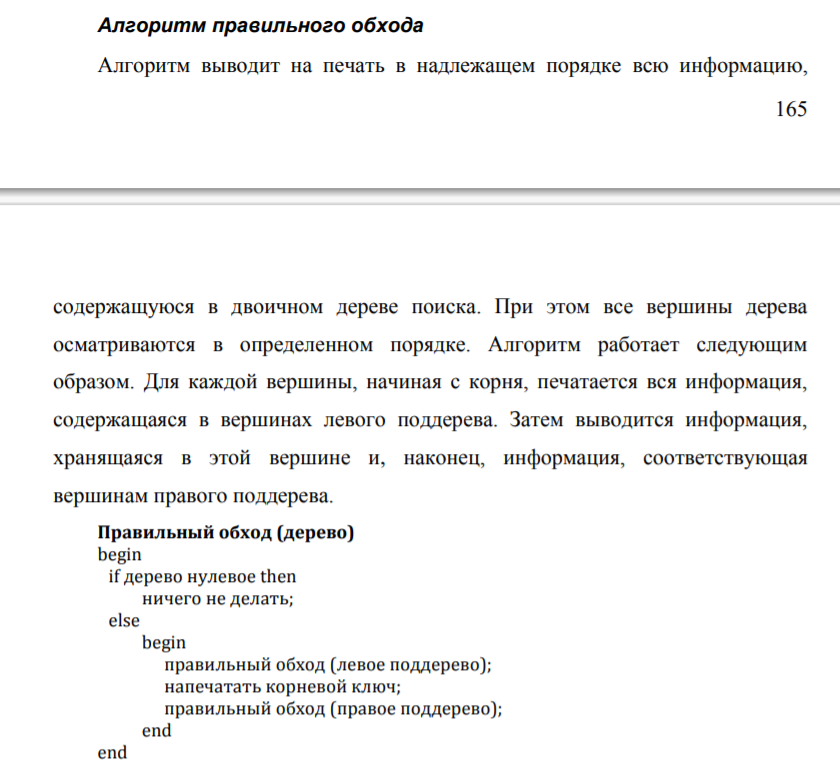 Алгоритм правильного обхода
Алгоритм выводит на печать в надлежащем порядке всю информацию,
165
содержащуюся в двоичном дереве поиска. При этом все вершины дерева
осматриваются в определенном порядке. Алгоритм работает следующим
образом. Для каждой вершины, начиная с корня, печатается вся информация,
содержащаяся в вершинах левого поддерева. Затем выводится информация,
хранящаяся в этой вершине и, наконец, информация, соответствующая
вершинам правого поддерева.
Правильный обход (дерево)
begin
if дерево нулевое then
ничего не делать;
else
begin
правильный обход (левое поддерево);
напечатать корневой ключ;
правильный обход (правое поддерево);
end
end